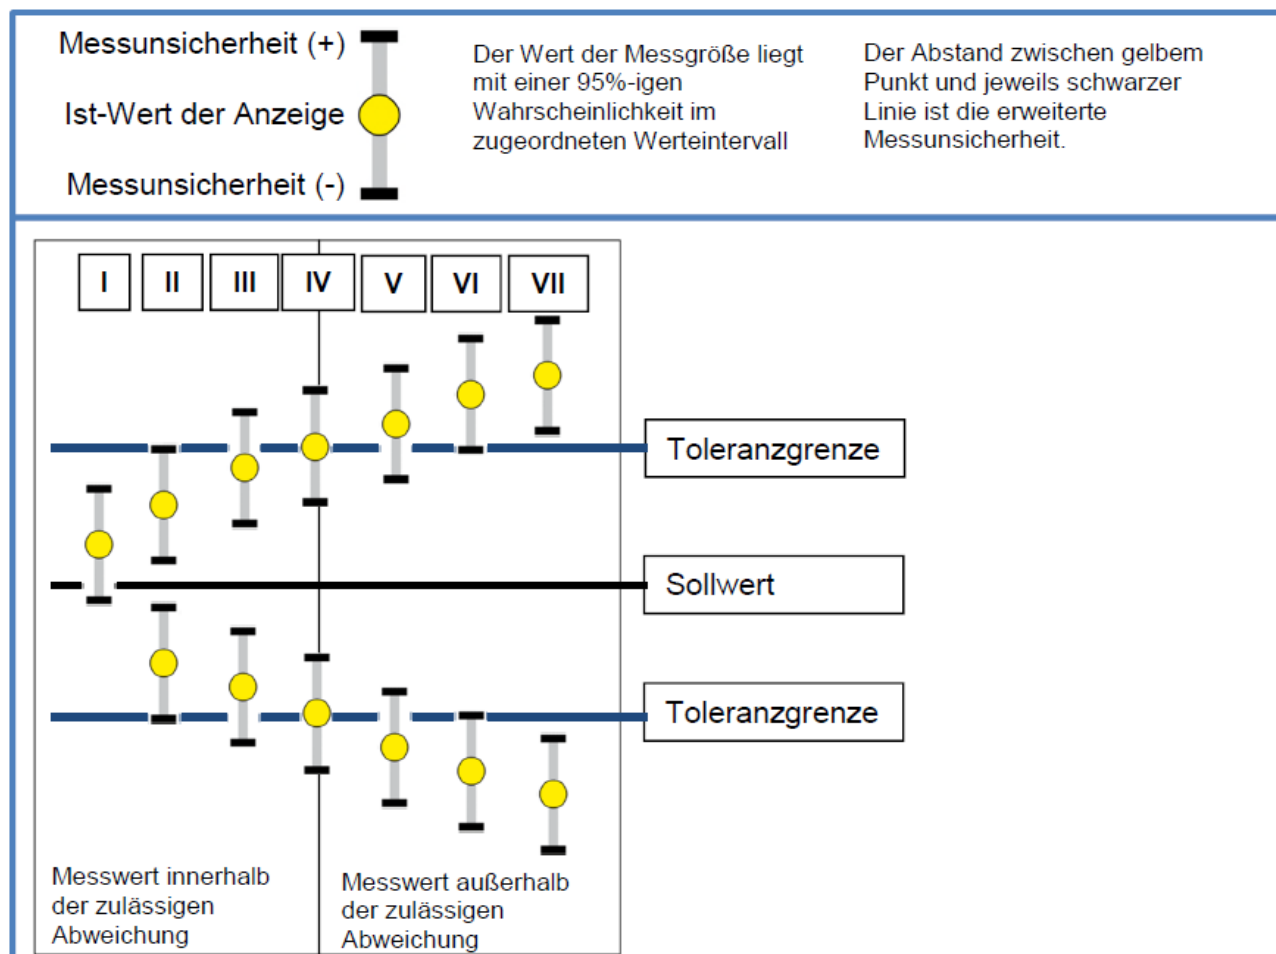 Messunsicherheit (+)
Ist-Wert der Anzeige
Messunsicherheit (-)
Der Wert der Messgröße liegt
mit einer 95%-igen
Wahrscheinlichkeit im
zugeordneten Werteintervall
Der Abstand zwischen gelbem
Punkt und jeweils schwarzer
Linie ist die erweiterte
Messunsicherheit.
I II III IV V VI VII
Toleranzgrenze
Sollwert
Toleranzgrenze
Messwert innerhalb
der zulässigen
Abweichung
Messwert außerhalb
der zulässigen
Abweichung